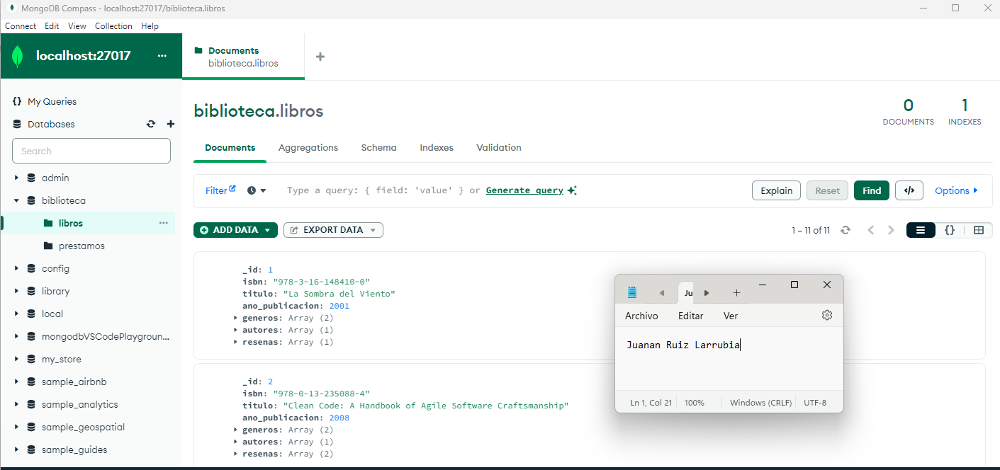 MongoDB Compass - localhost:27017/biblioteca.libros
Connect Edit View Collection Help
localhost:27017 ...
Documents
biblioteca.libros
My Queries
Databases
Search
admin
biblioteca
libros
prestamos
config
library
local
mongodbVSCodePlaygroun...
my_store
sample_airbnb
sample_analytics
sample_geospatial
sample_guides
biblioteca.libros
0
DOCUMENTS
1
INDEXES
Documents Aggregations Schema Indexes Validation
Filter Type a query: { field: 'value' } or Generate query Explain Reset Find </> Options
ADD DATA EXPORT DATA 1 – 11 of 11 {}
_id: 1
isbn: "978-3-16-148410-0"
titulo: "La Sombra del Viento"
ano_publicacion: 2001
generos: Array (2)
autores: Array (1)
resenas: Array (1)
_id: 2
isbn: "978-0-13-235088-4"
titulo: "Clean Code: A Handbook of Agile Software Craftsmanship"
ano_publicacion: 2008
generos: Array (2)
autores: Array (1)
resenas: Array (2)
Ju
Archivo Editar Ver
Juanan Ruiz Larrubia
Ln 1, Col 21 100% Windows (CRLF) UTF-8